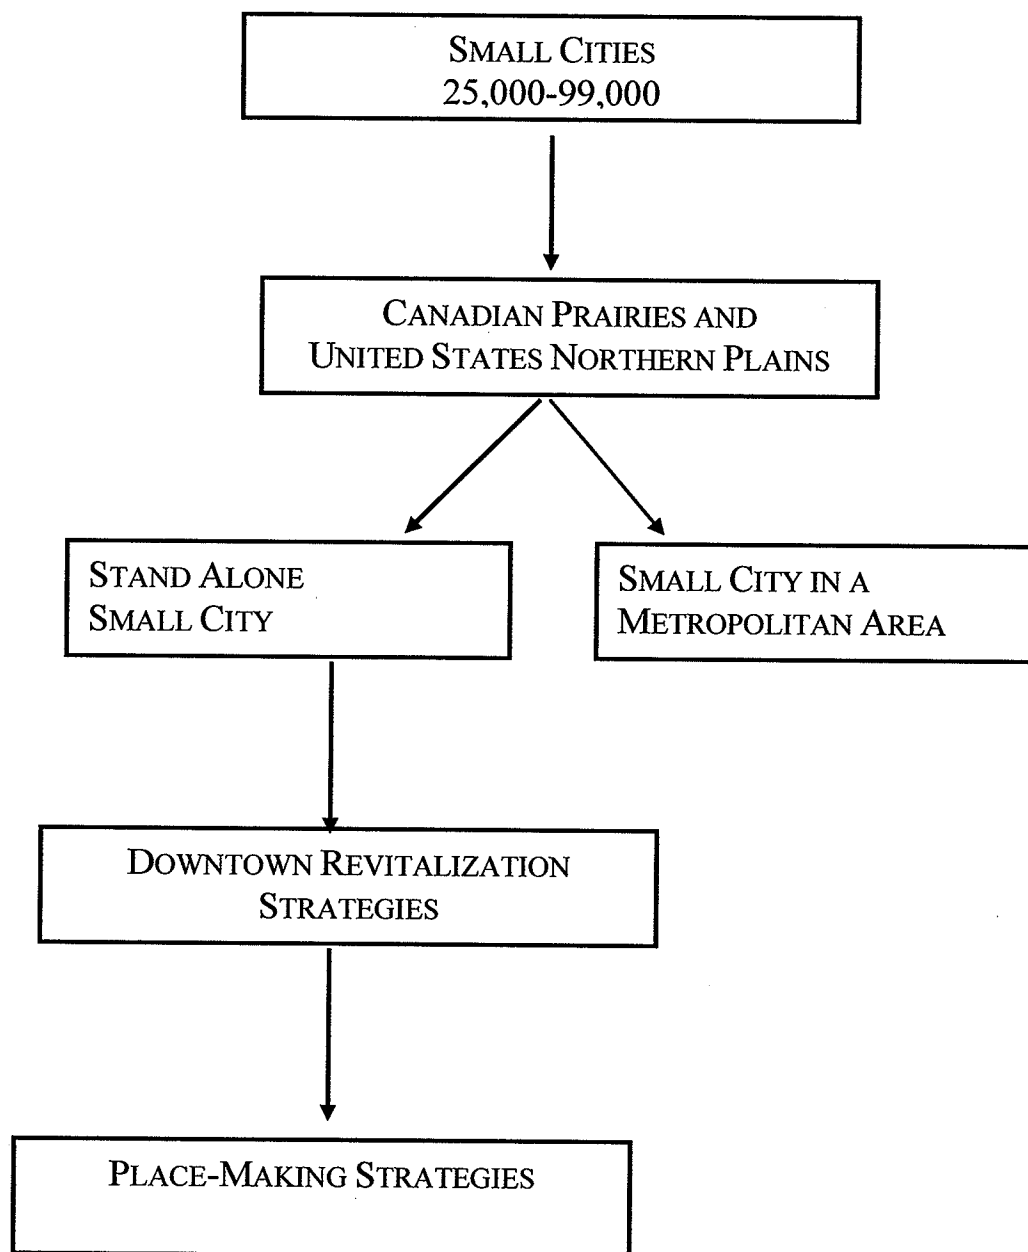 SMALL CITIES
25,000-99,000
CANADIAN PRAIRIES AND
UNITED STATES NORTHERN PLAINS
STAND ALONE
SMALL CITY
SMALL CITY IN A
METROPOLITAN AREA
DOWNTOWN REVITALIZATION
STRATEGIES
PLACE-MAKING STRATEGIES